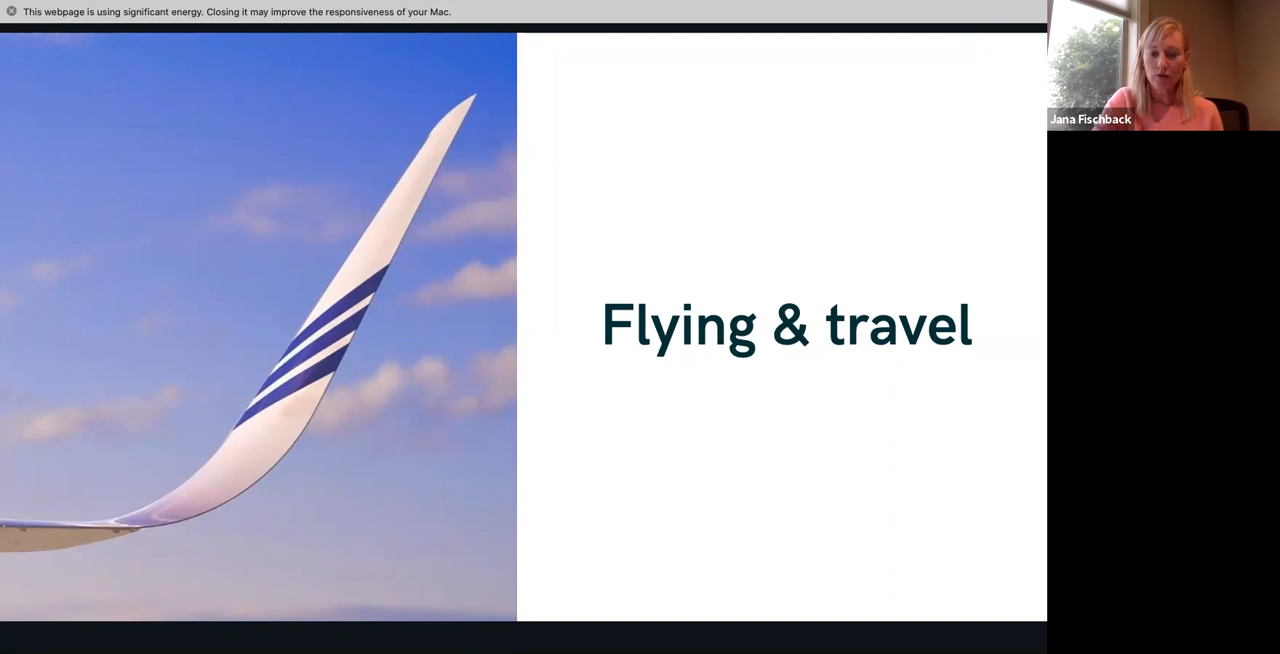 This webpage is using significant energy. Closing it may improve the responsiveness of your Mac.
Jana Fischback
Flying & travel